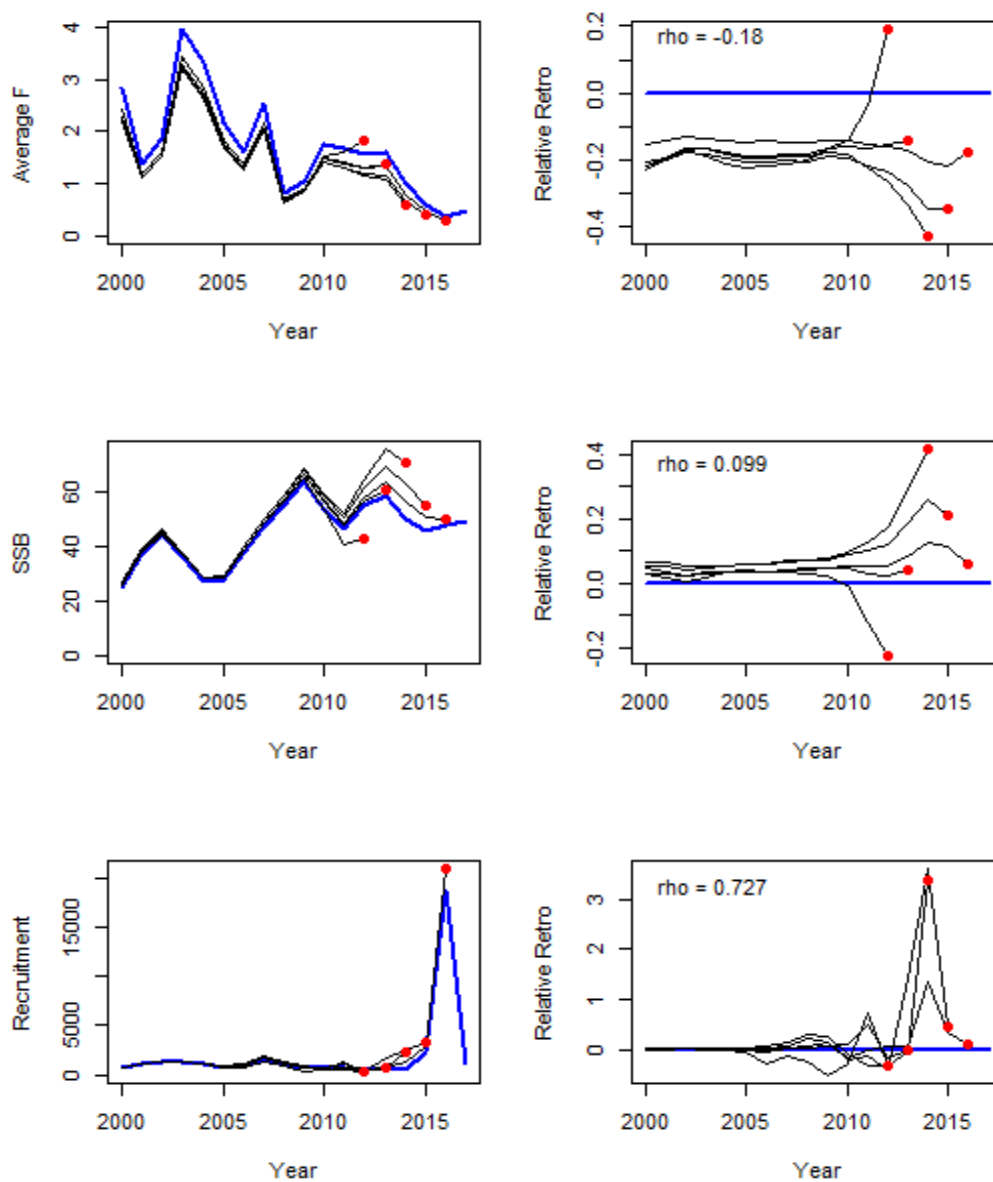 Average F
4
3
2
1
0
2000 2005 2010 2015
Year
rho = -0.18
Relative Retro
0.2
0.0
-0.2
-0.4
2000 2005 2010 2015
Year
SSB
60
40
20
0
2000 2005 2010 2015
Year
rho = 0.099
Relative Retro
0.4
0.2
0.0
-0.2
2000 2005 2010 2015
Year
Recruitment
15000
5000
0
2000 2005 2010 2015
Year
rho = 0.727
Relative Retro
3
2
1
0
2000 2005 2010 2015
Year